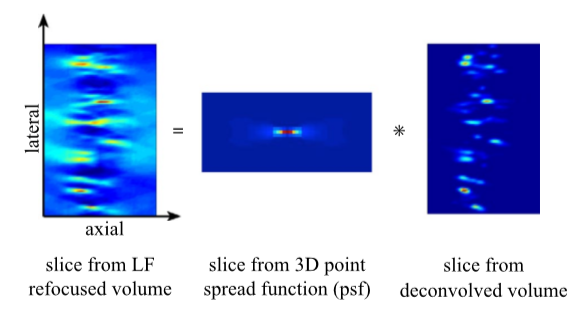 lateral
=
*
axial
slice from LF
refocused volume
slice from 3D point
spread function (psf)
slice from
deconvolved volume